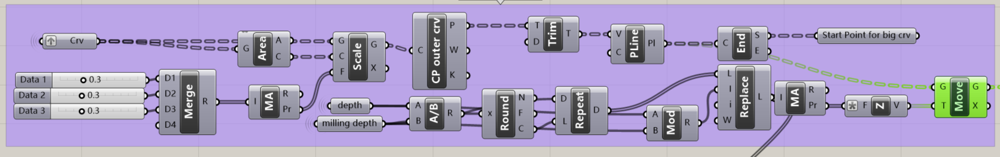 Crv
G Area A C
G C F Scale G X
C CP outer crv P W K
T D Trim T
V C PLine Pl
C End S E
Start Point for big crv
Data 1 0.3
Data 2 0.3
Data 3 0.3
D1 D2 D3 D4 Merge R
I MA R Pr
depth
milling depth
A B A/B R
x Round N F C
D L Repeat D
A B Mod R
L I i W Replace L
I MA R Pr
F Z V
G T Move G X